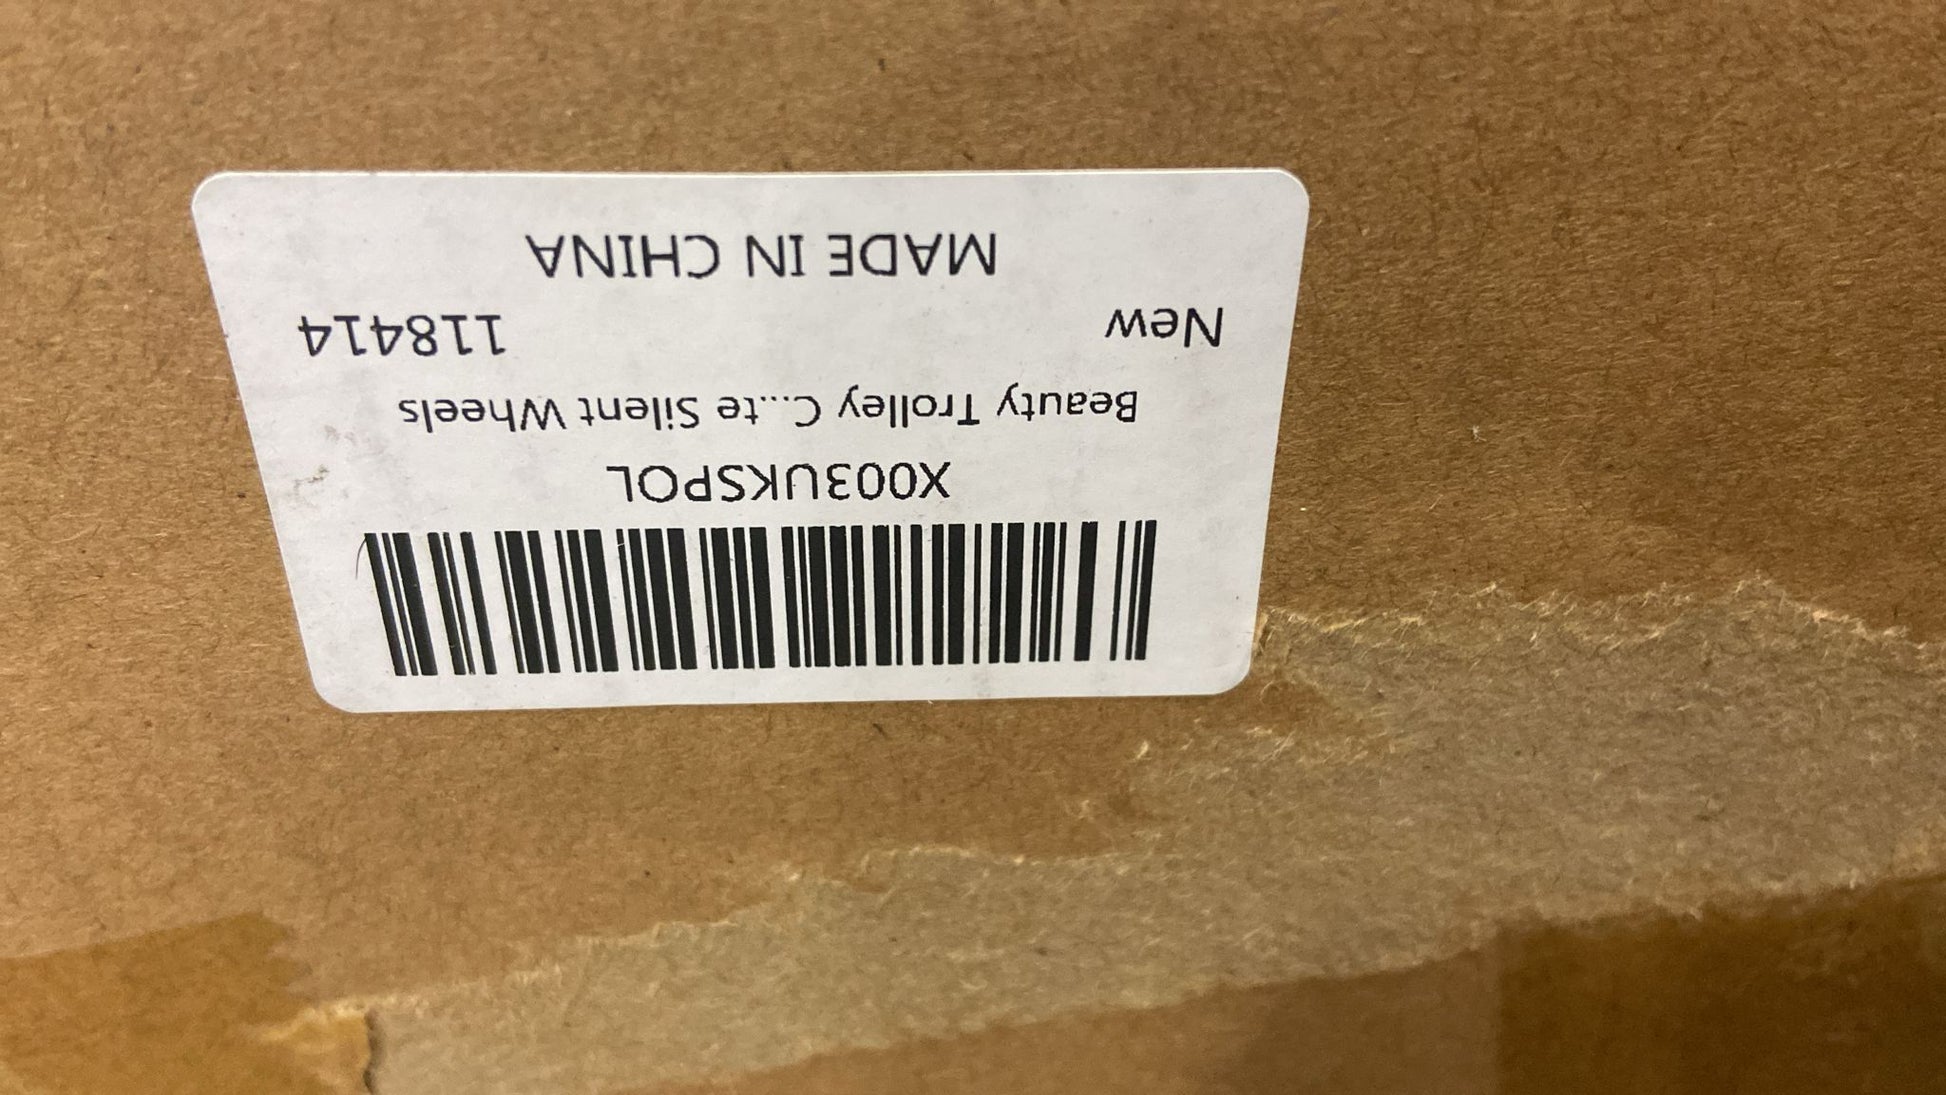 X003UKSPOL
Beauty Trolley C...te Silent Wheels
New 118414
MADE IN CHINA